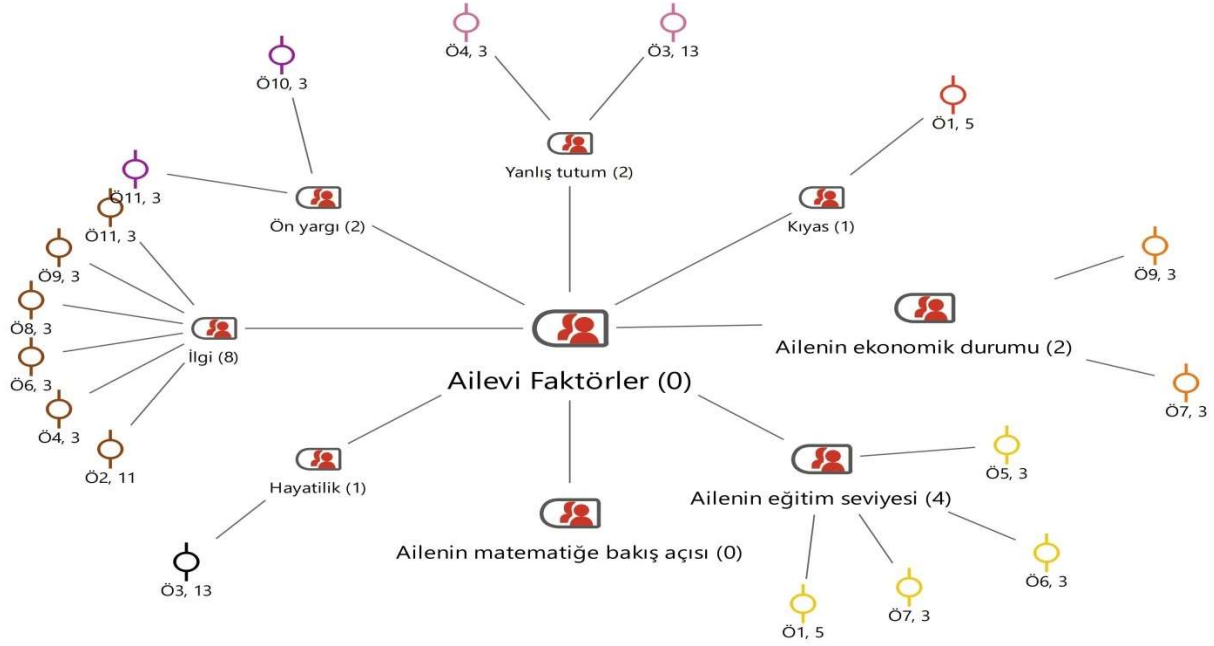 Ö4, 3
Ö3, 13
Ö10, 3
Ö1, 5
Yanlış tutum (2)
Ö11, 3
Ön yargı (2)
Kıyas (1)
Ö11, 3
Ö9, 3
Ö9, 3
Ö8, 3
İlgi (8)
Ailenin ekonomik durumu (2)
Ö6, 3
Ailevi Faktörler (0)
Ö7, 3
Ö4, 3
Ö2, 11
Ö5, 3
Hayatilik (1)
Ailenin eğitim seviyesi (4)
Ailenin matematiğe bakış açısı (0)
Ö3, 13
Ö6, 3
Ö7, 3
Ö1, 5